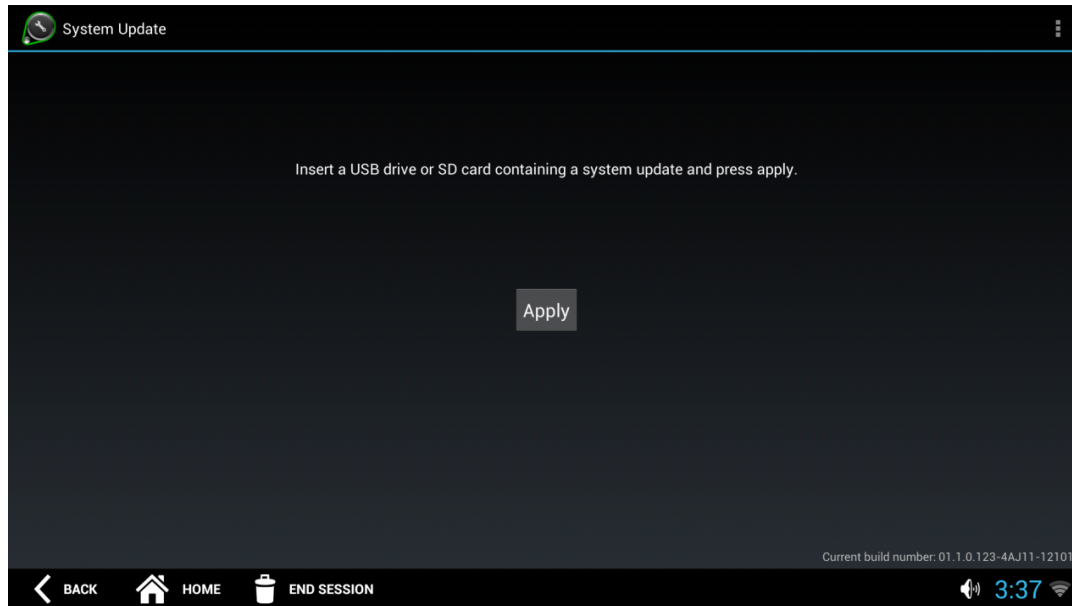 System Update
Insert a USB drive or SD card containing a system update and press apply.
Apply
Current build number: 01.1.0.123-4AJ11-12101
BACK HOME END SESSION 3:37